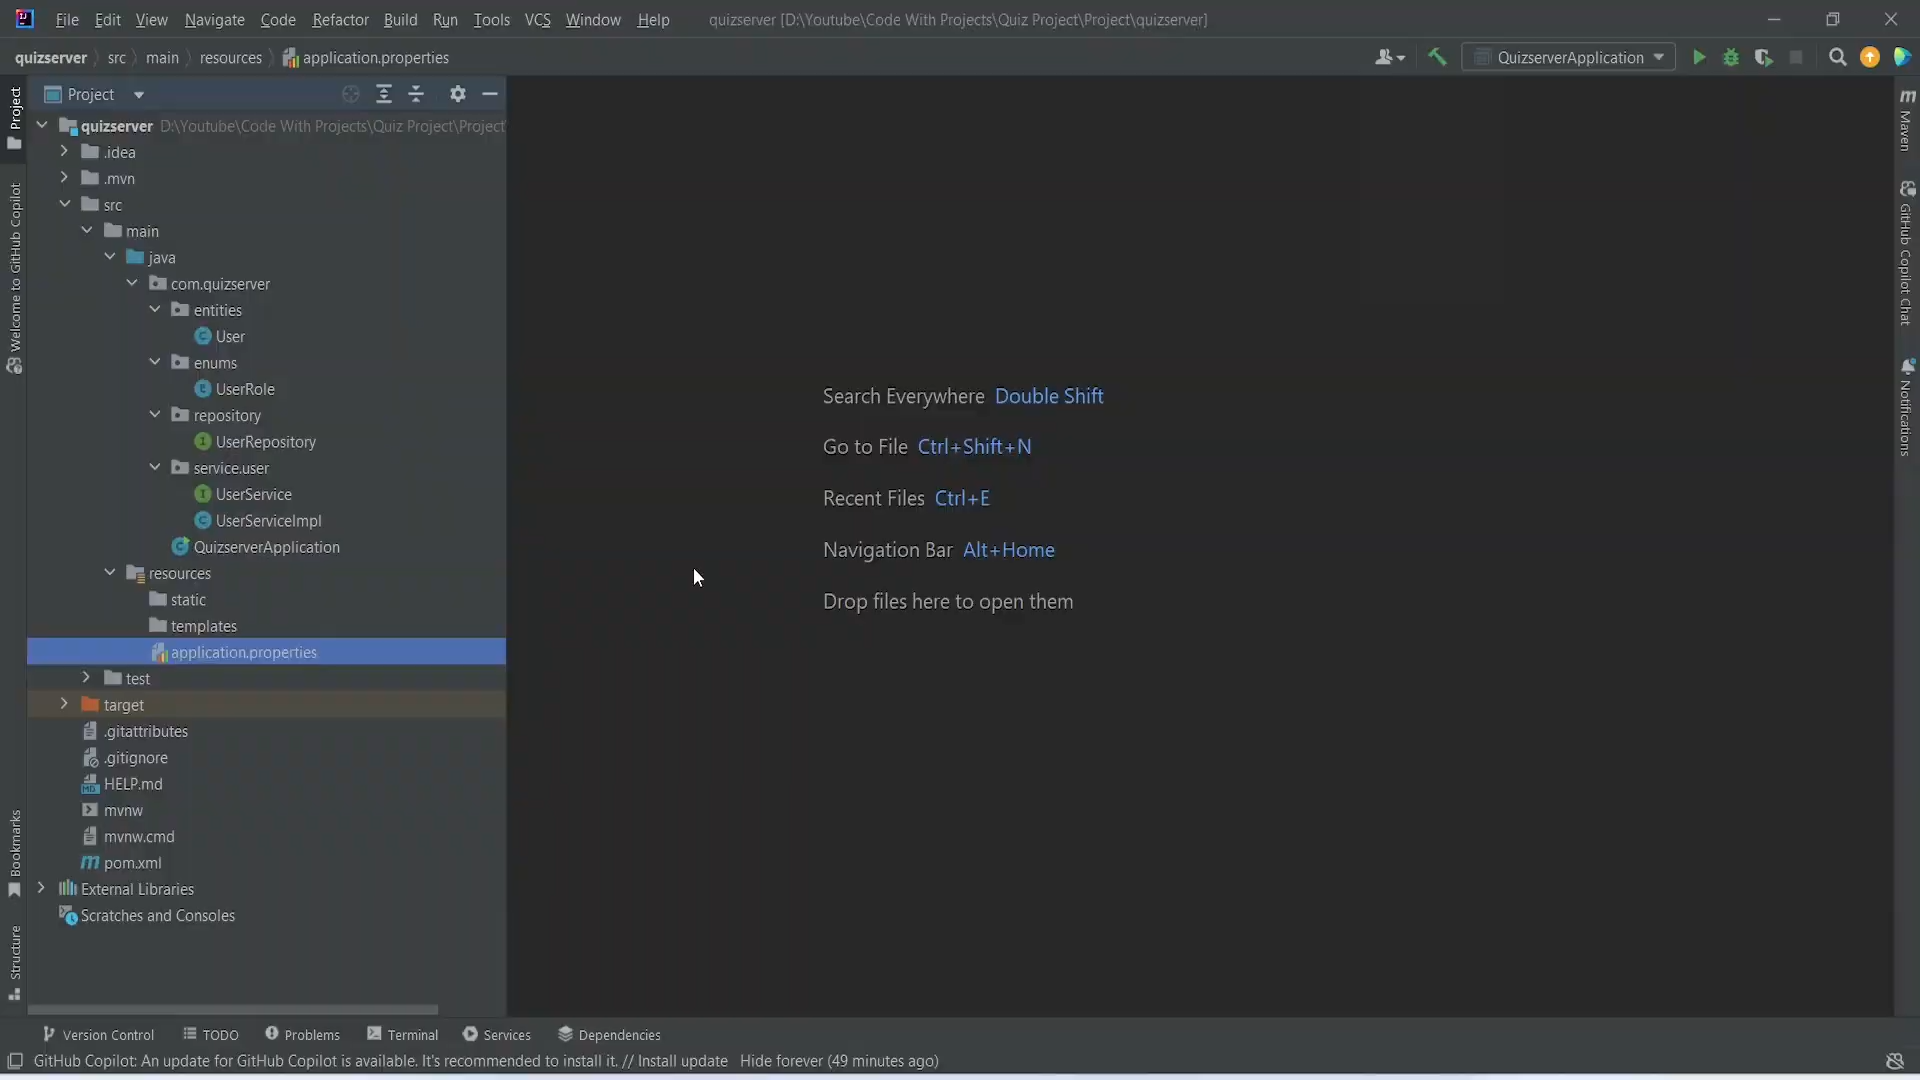 File Edit View Navigate Code Refactor Build Run Tools VCS Window Help quizserver [D:\Youtube\Code With Projects\Quiz Project\Project\quizserver]
quizserver src main resources application.properties QuizserverApplication
Project
quizserver D:\Youtube\Code With Projects\Quiz Project\Project
.idea
.mvn
src
main
java
com.quizserver
entities
User
enums
UserRole
repository
UserRepository
service.user
UserService
UserServiceImpl
QuizserverApplication
resources
static
templates
application.properties
test
target
.gitattributes
.gitignore
HELP.md
mvnw
mvnw.cmd
pom.xml
External Libraries
Scratches and Consoles
Search Everywhere Double Shift
Go to File Ctrl+Shift+N
Recent Files Ctrl+E
Navigation Bar Alt+Home
Drop files here to open them
Project
Welcome to GitHub Copilot
Bookmarks
Structure
Maven
GitHub Copilot Chat
Notifications
Version Control TODO Problems Terminal Services Dependencies
GitHub Copilot: An update for GitHub Copilot is available. It's recommended to install it. // Install update Hide forever (49 minutes ago)